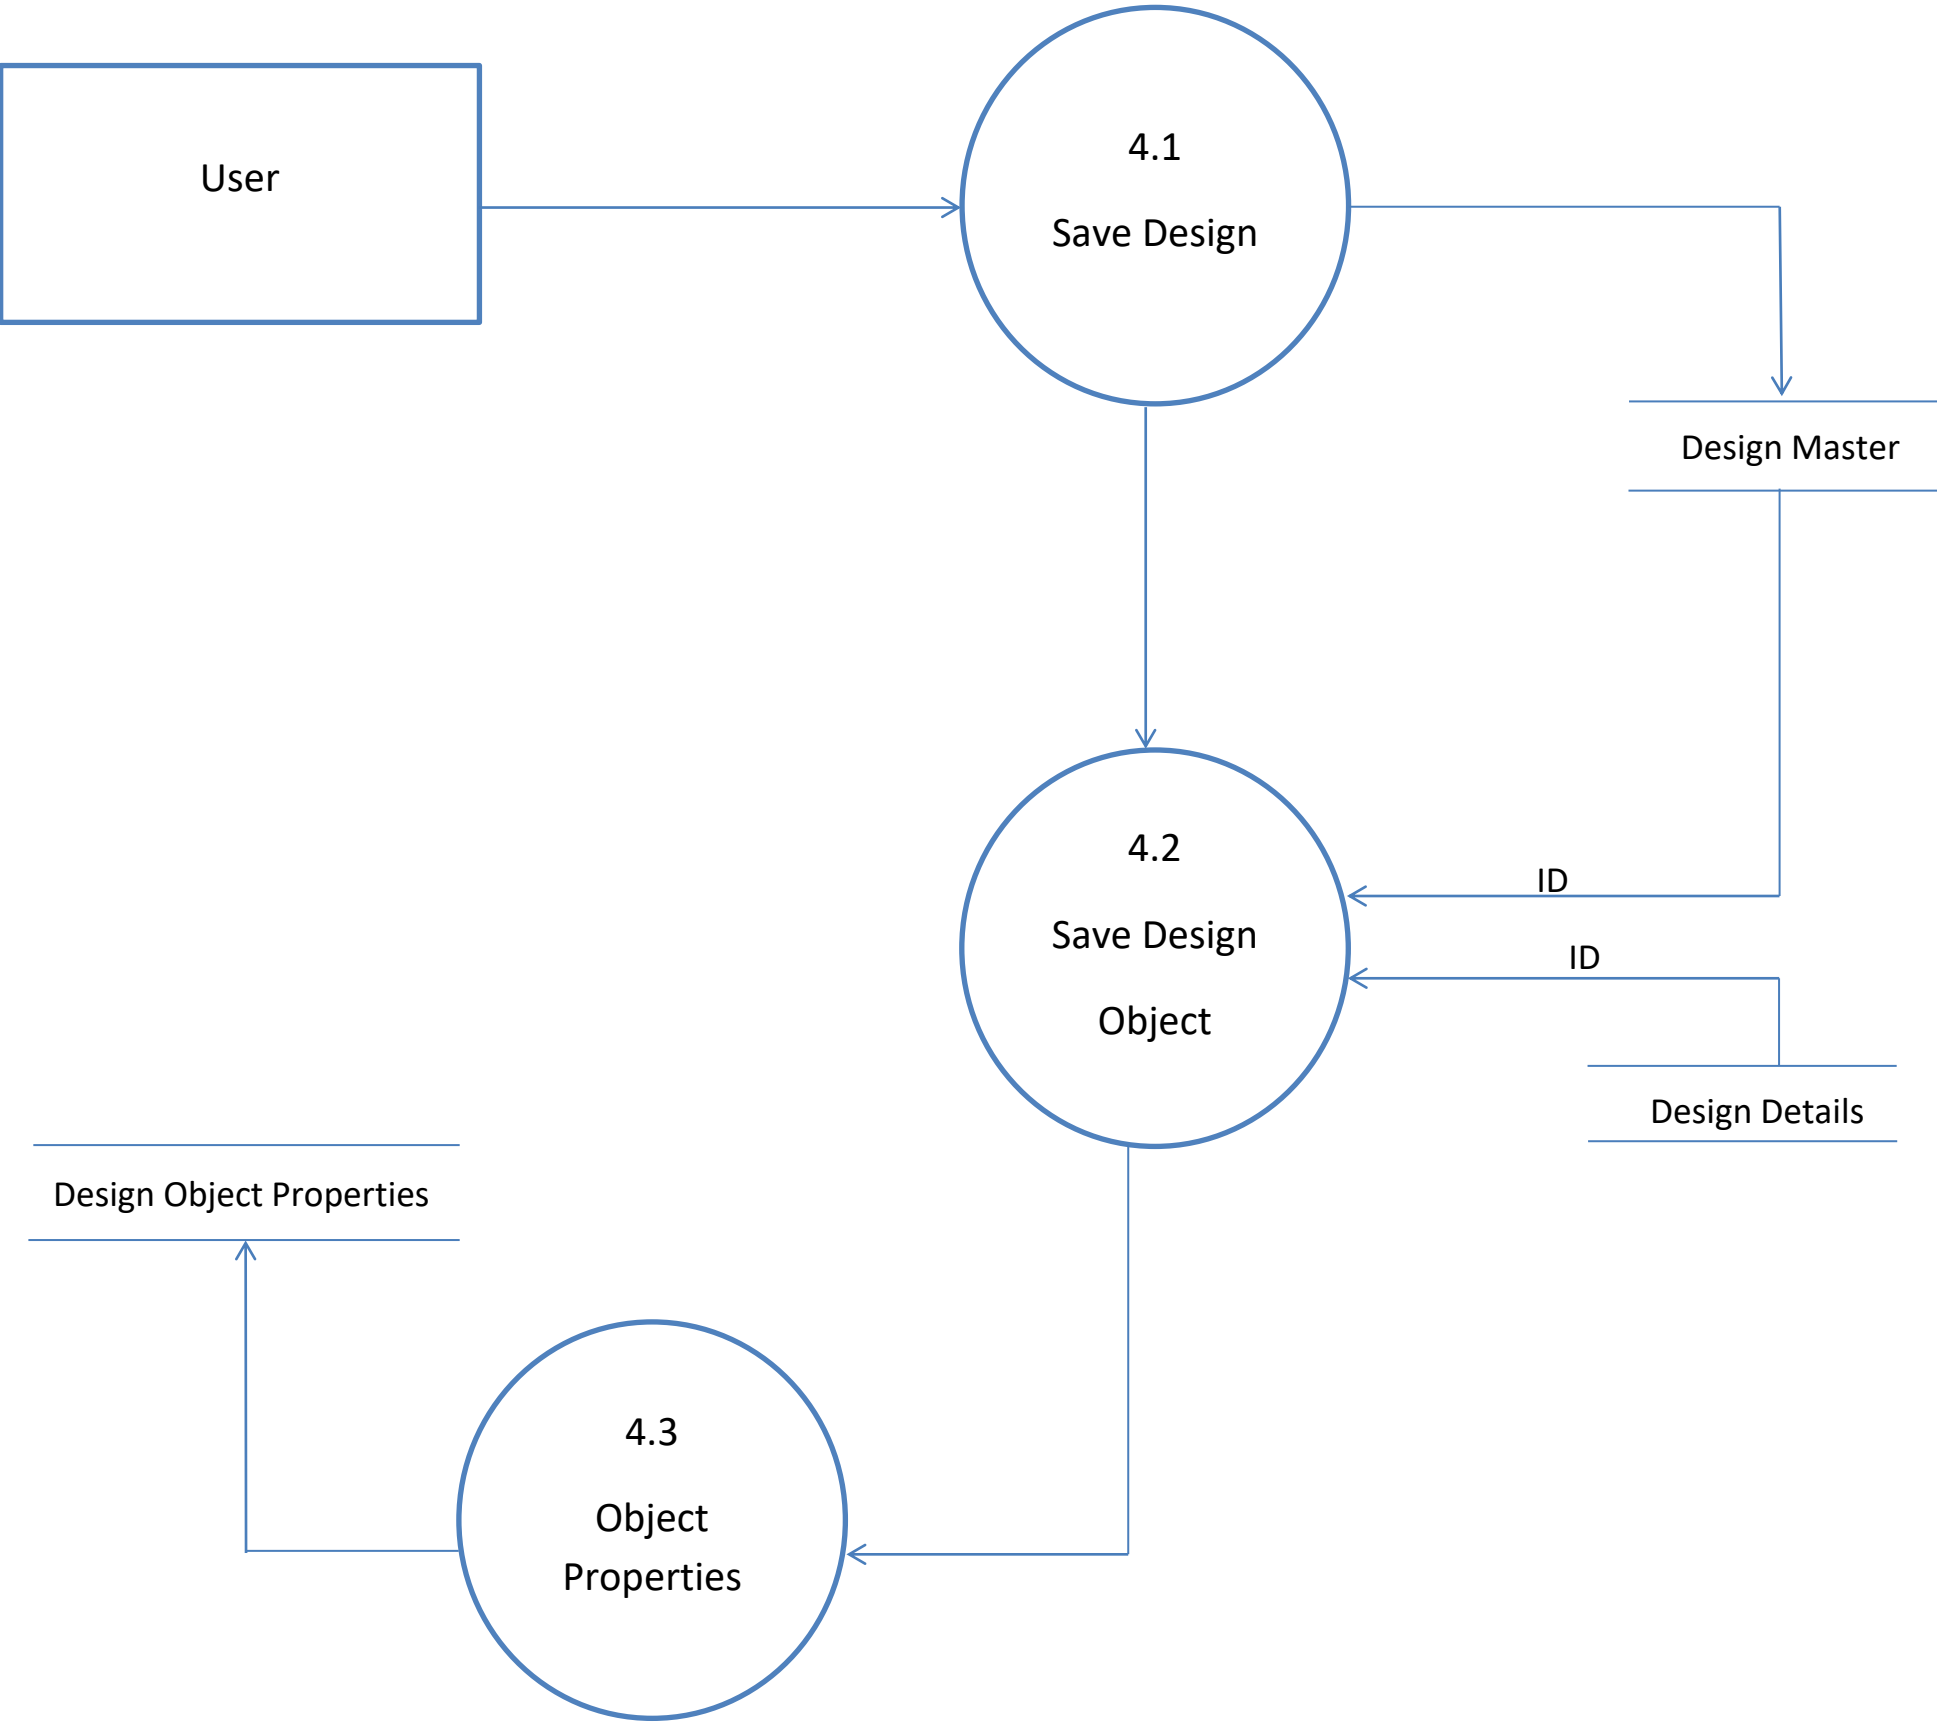 User
4.1
Save Design
Design Master
4.2
Save Design
Object
ID
ID
Design Details
Design Object Properties
4.3
Object
Properties